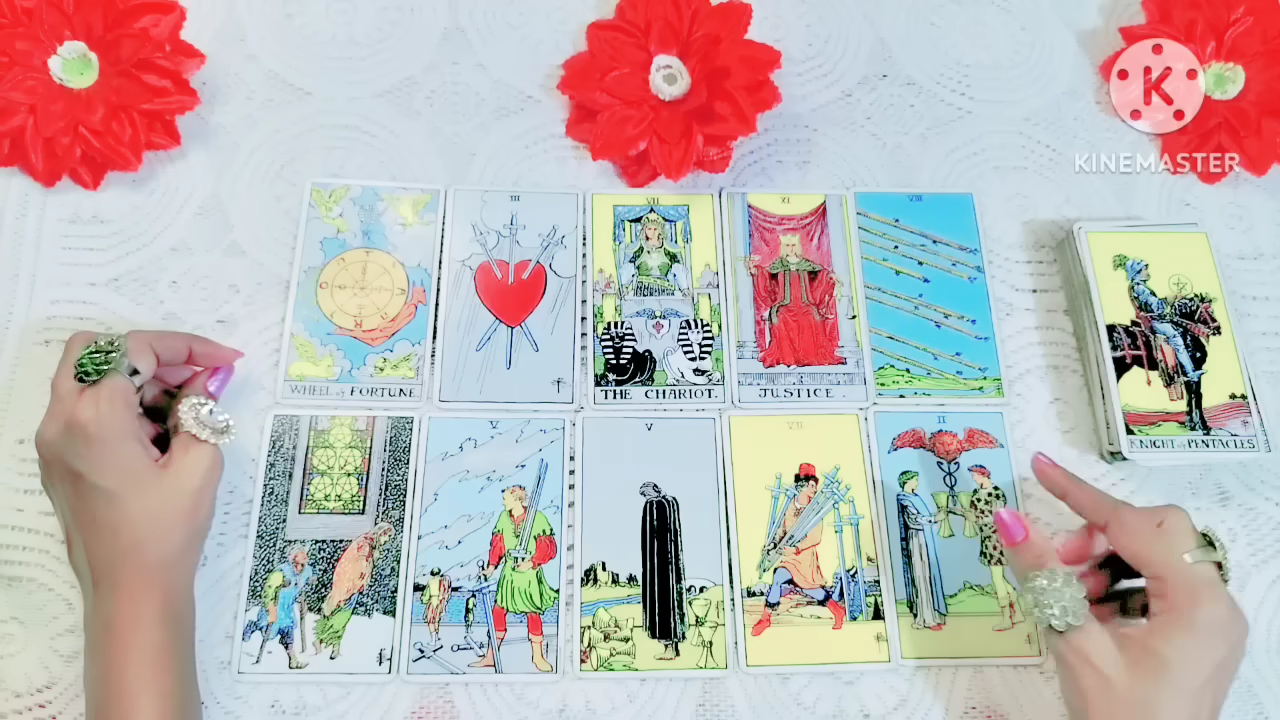 K
KINEMASTER
III
VII
XI
VIII
WHEEL of FORTUNE.
THE CHARIOT.
JUSTICE.
KNIGHT of PENTACLES
V
V
VII
II